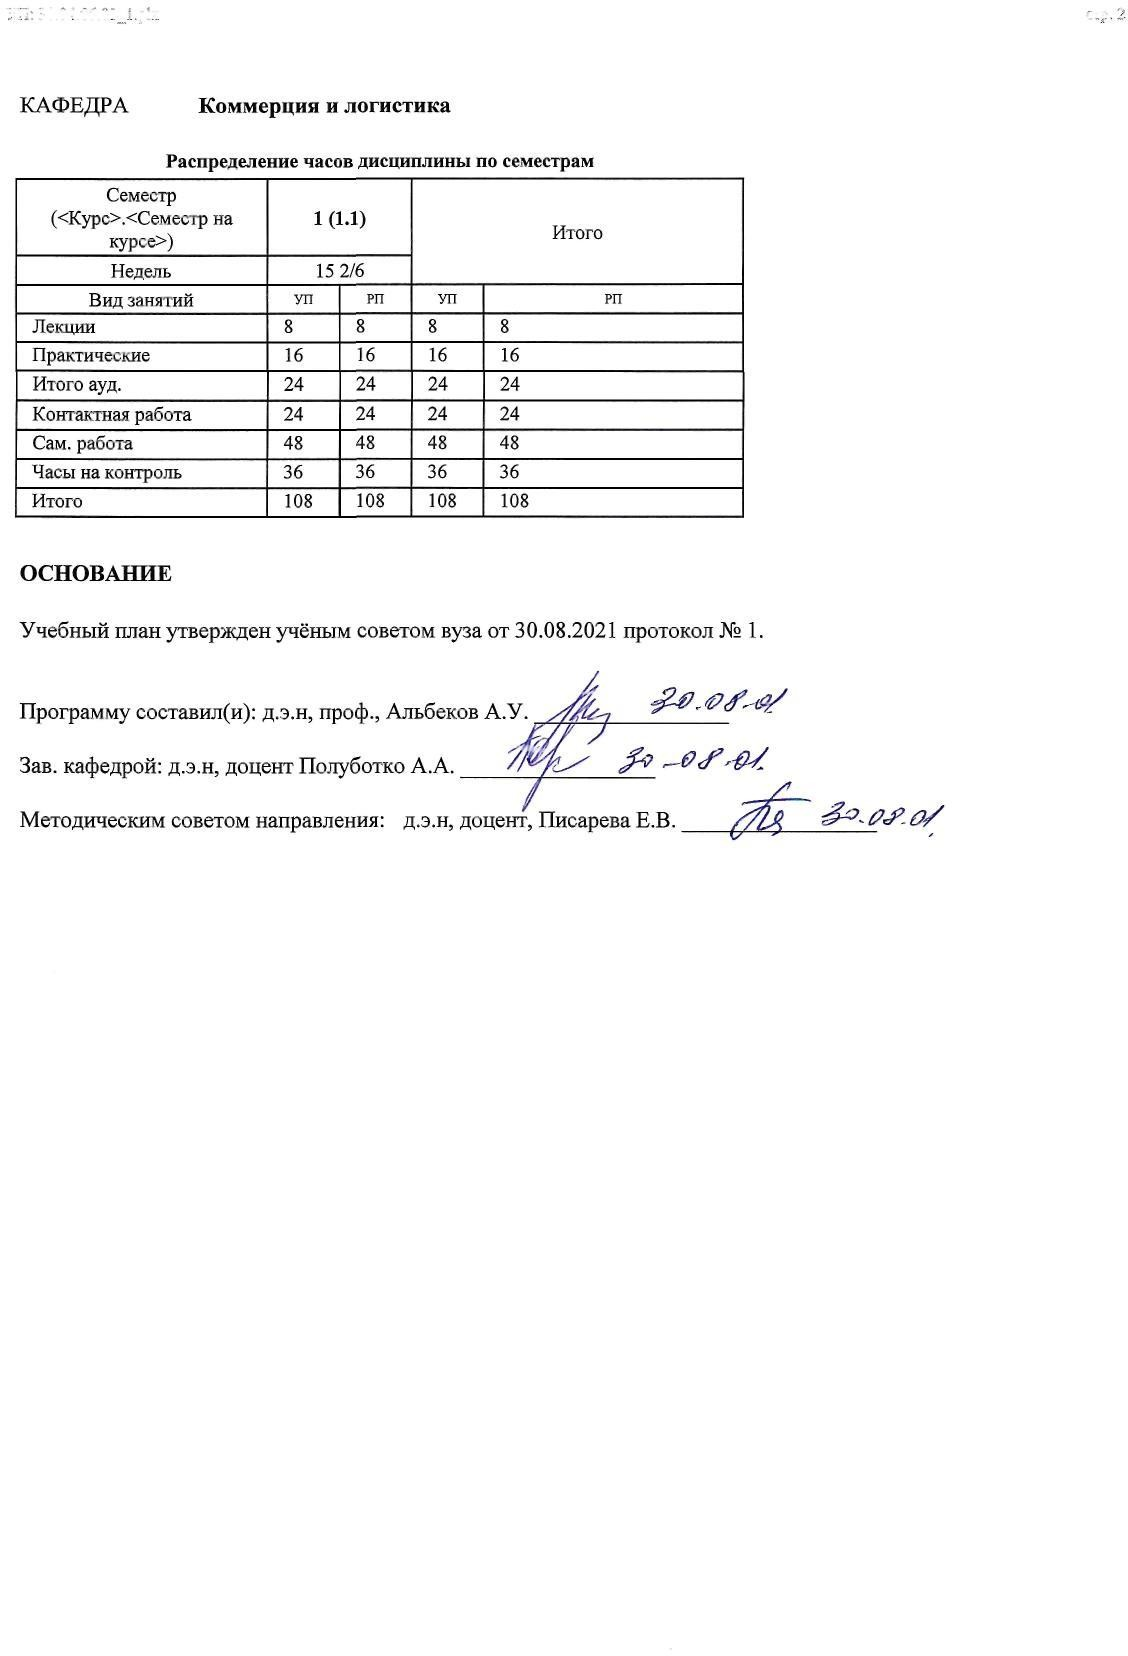 стр. 2
КАФЕДРА Коммерция и логистика
Распределение часов дисциплины по семестрам
Семестр
(<Курс>.<Семестр на
курсе>) 1 (1.1) Итого
Недель 15 2/6
Вид занятий УП РП УП РП
Лекции 8 8 8 8
Практические 16 16 16 16
Итого ауд. 24 24 24 24
Контактная работа 24 24 24 24
Сам. работа 48 48 48 48
Часы на контроль 36 36 36 36
Итого 108 108 108 108
ОСНОВАНИЕ
Учебный план утвержден учёным советом вуза от 30.08.2021 протокол № 1.
Программу составил(и): д.э.н, проф., Альбеков А.У. 30.08.01
Зав. кафедрой: д.э.н, доцент Полуботко А.А. 30-08.01.
Методическим советом направления: д.э.н, доцент, Писарева Е.В. 30.08.01.